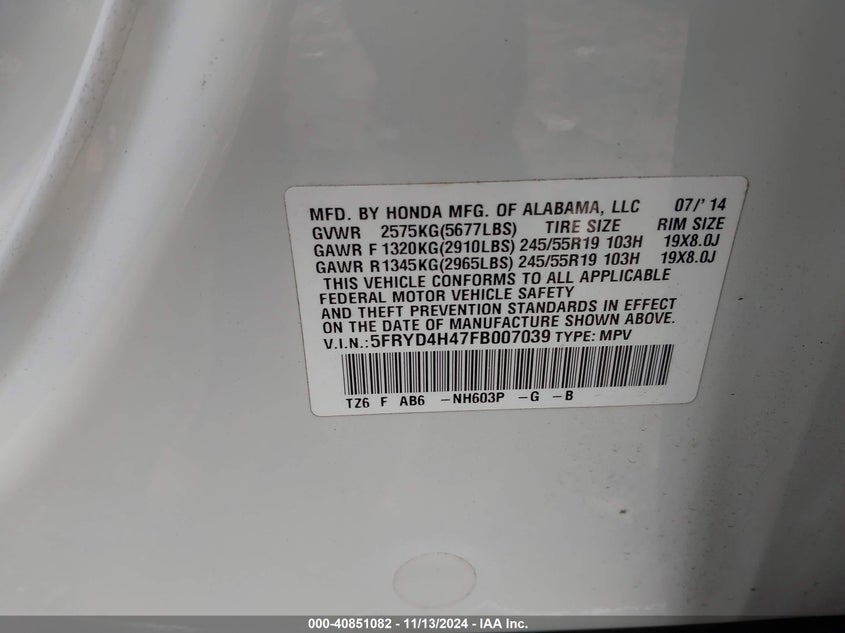 MFD. BY HONDA MFG. OF ALABAMA, LLC 07/' 14
GVWR 2575KG(5677LBS) TIRE SIZE RIM SIZE
GAWR F 1320KG(2910LBS) 245/55R19 103H 19X8.0J
GAWR R 1345KG(2965LBS) 245/55R19 103H 19X8.0J
THIS VEHICLE CONFORMS TO ALL APPLICABLE
FEDERAL MOTOR VEHICLE SAFETY
AND THEFT PREVENTION STANDARDS IN EFFECT
ON THE DATE OF MANUFACTURE SHOWN ABOVE.
V.I.N.:5FRYD4H47FB007039 TYPE: MPV
TZ6 F AB6 -NH603P -G -B
000-40851082 - 11/13/2024 - IAA Inc.